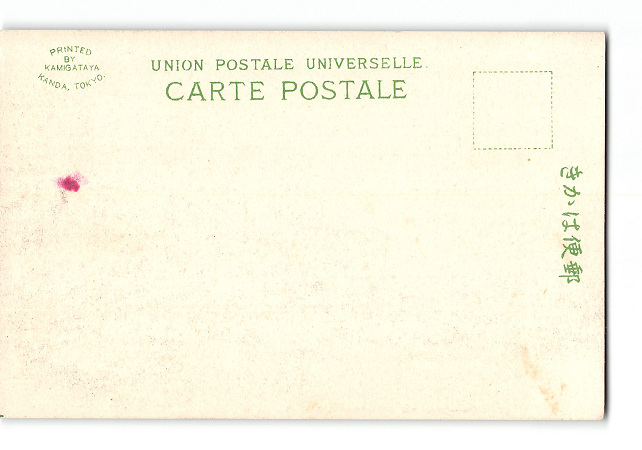 PRINTED
BY
KAMIGATAYA
KANDA, TOKYO.
UNION POSTALE UNIVERSELLE.
CARTE POSTALE
郵便はかき